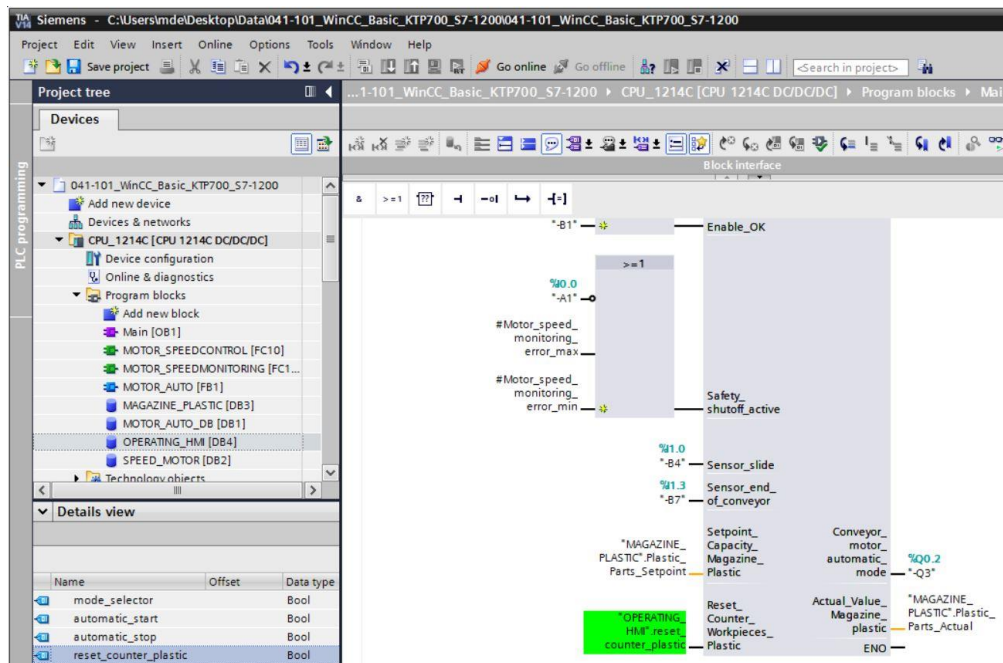 TIA V14 Siemens - C:\Users\mde\Desktop\Data\041-101_WinCC_Basic_KTP700_S7-1200\041-101_WinCC_Basic_KTP700_S7-1200
Project Edit View Insert Online Options Tools Window Help
Save project Go online Go offline <Search in project>
Project tree
...1-101_WinCC_Basic_KTP700_S7-1200 CPU_1214C [CPU 1214C DC/DC/DC] Program blocks Mai
Devices
Block interface
PLC programming
041-101_WinCC_Basic_KTP700_S7-1200
Add new device
Devices & networks
CPU_1214C [CPU 1214C DC/DC/DC]
Device configuration
Online & diagnostics
Program blocks
Add new block
Main [OB1]
MOTOR_SPEEDCONTROL [FC10]
MOTOR_SPEEDMONITORING [FC1...
MOTOR_AUTO [FB1]
MAGAZINE_PLASTIC [DB3]
MOTOR_AUTO_DB [DB1]
OPERATING_HMI [DB4]
SPEED_MOTOR [DB2]
Technology objects
Details view
Name Offset Data type
mode_selector Bool
automatic_start Bool
automatic_stop Bool
reset_counter_plastic Bool
& >=1 [??] -| -o| -[=]
"-B1" Enable_OK
>=1
%I0.0
"-A1"
#Motor_speed_
monitoring_
error_max
#Motor_speed_
monitoring_
error_min
Safety_
shutoff_active
%I1.0
"-B4" Sensor_slide
%I1.3
"-B7"
Sensor_end_
of_conveyor
"MAGAZINE_
PLASTIC".Plastic_
Parts_Setpoint
Setpoint_
Capacity_
Magazine_
Plastic
Conveyor_
motor_
automatic_
mode
%Q0.2
"-Q3"
"OPERATING_
HMI".reset_
counter_plastic
Reset_
Counter_
Workpieces_
Plastic
Actual_Value_
Magazine_
plastic
"MAGAZINE_
PLASTIC".Plastic_
Parts_Actual
ENO